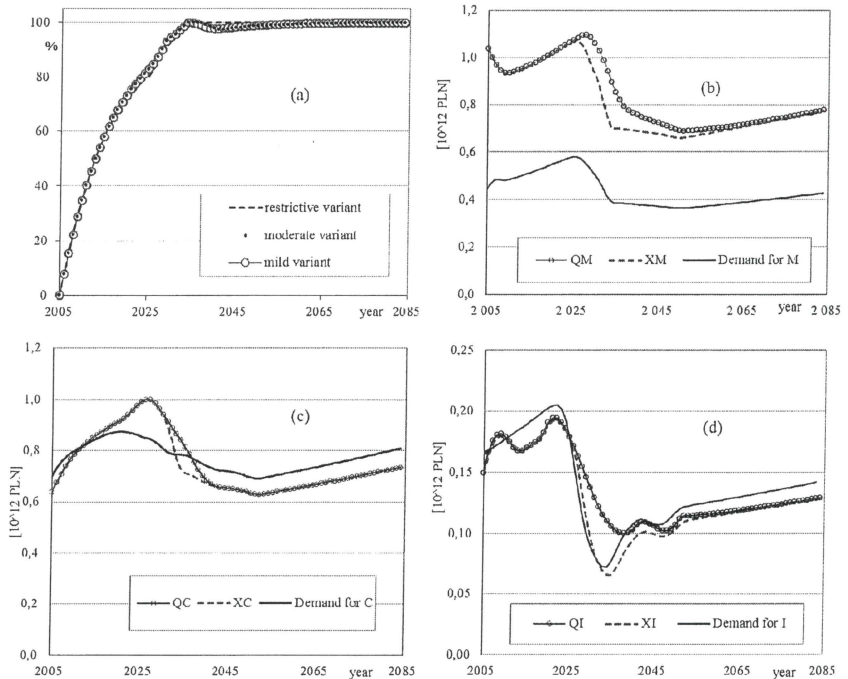 100
%
80
60
40
20
0
(a)
restrictive variant
moderate variant
mild variant
2005 2025 2045 2065 year 2085
[10^12 PLN]
1,2
1,0
0,8
0,6
0,4
0,2
0,0
(b)
QM XM Demand for M
2 005 2 025 2 045 2 065 year 2 085
[10^12 PLN]
1,2
1,0
0,8
0,6
0,4
0,2
0,0
(c)
QC XC Demand for C
2005 2025 2045 2065 year 2085
[10^12 PLN]
0,25
0,20
0,15
0,10
0,05
0,00
(d)
QI XI Demand for I
2005 2025 2045 2065 year 2085